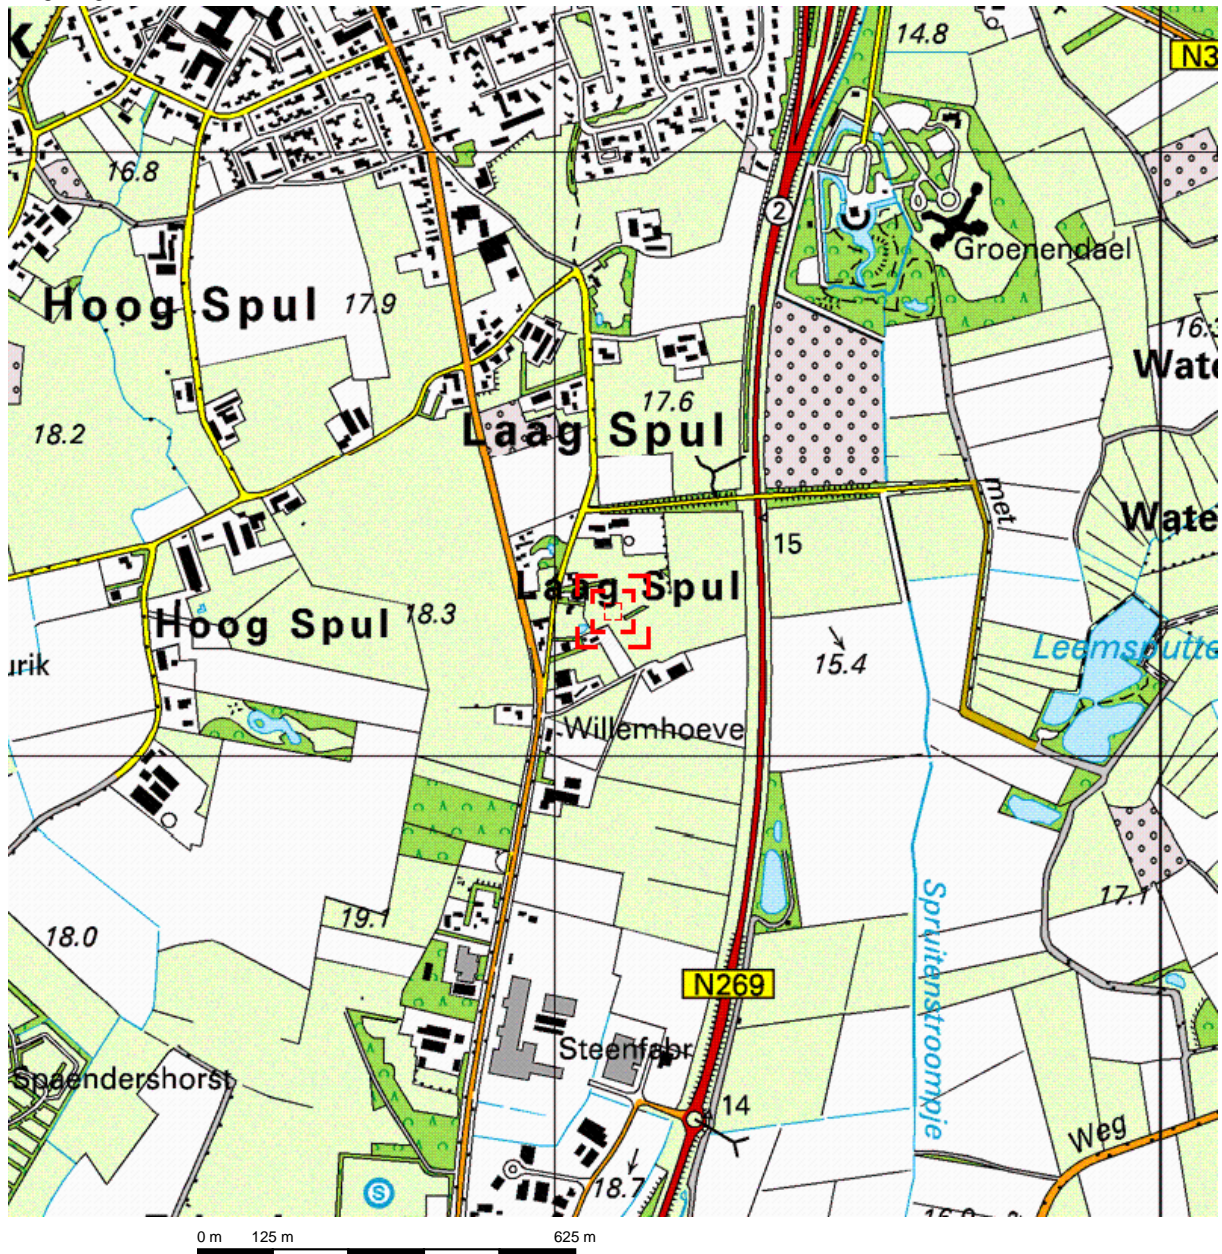 14.8
N3
16.8
2
Groenendael
Hoog Spul
17.9
16.3
Wate
17.6
18.2
Laag Spul
met
Wate
15
Laag Spul
18.3
Hoog Spul
urik
15.4
Leemsputte
Willemhoeve
19.1
17.1
18.0
Spruitenstroompje
N269
Steenfabr
Spaendershorst
14
Weg
18.7
S
0 m
125 m
625 m